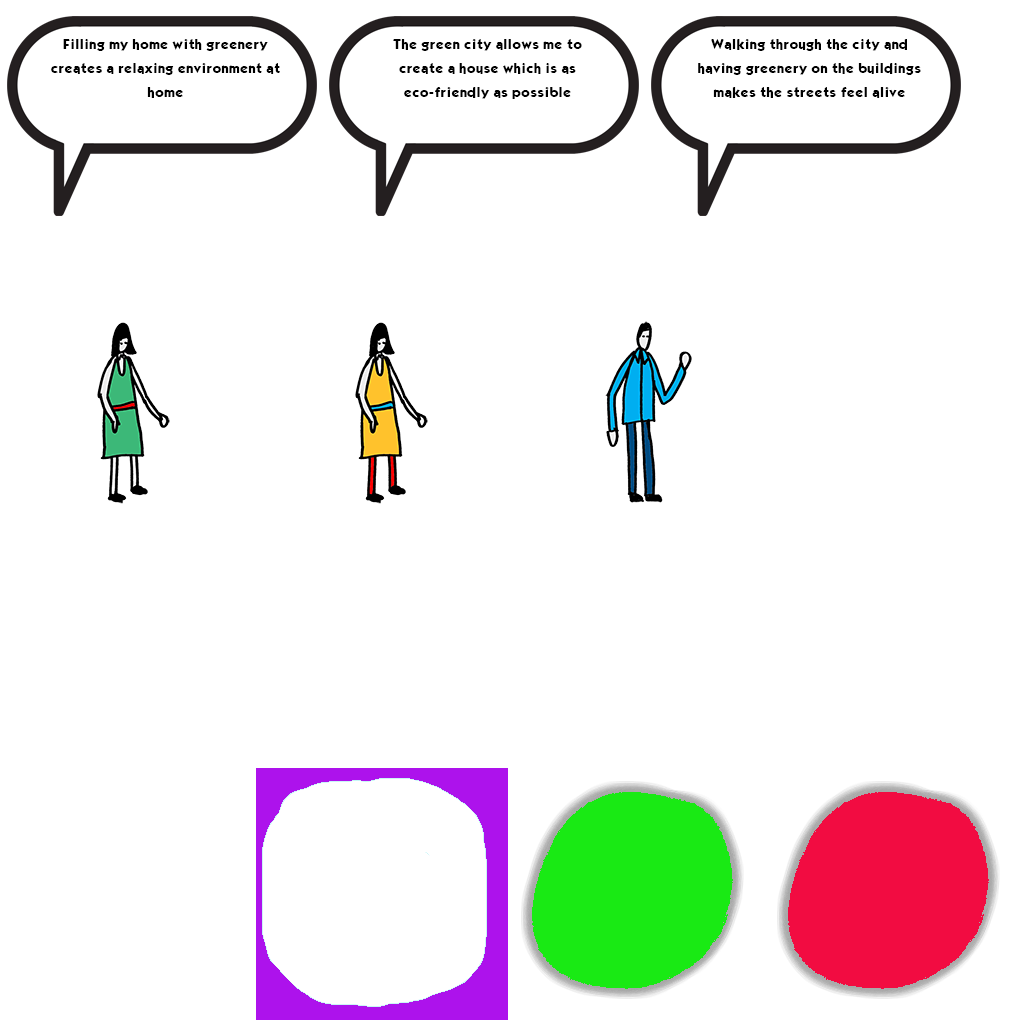 Filling my home with greenery
creates a relaxing environment at
home
The green city allows me to
create a house which is as
eco-friendly as possible
Walking through the city and
having greenery on the buildings
makes the streets feel alive